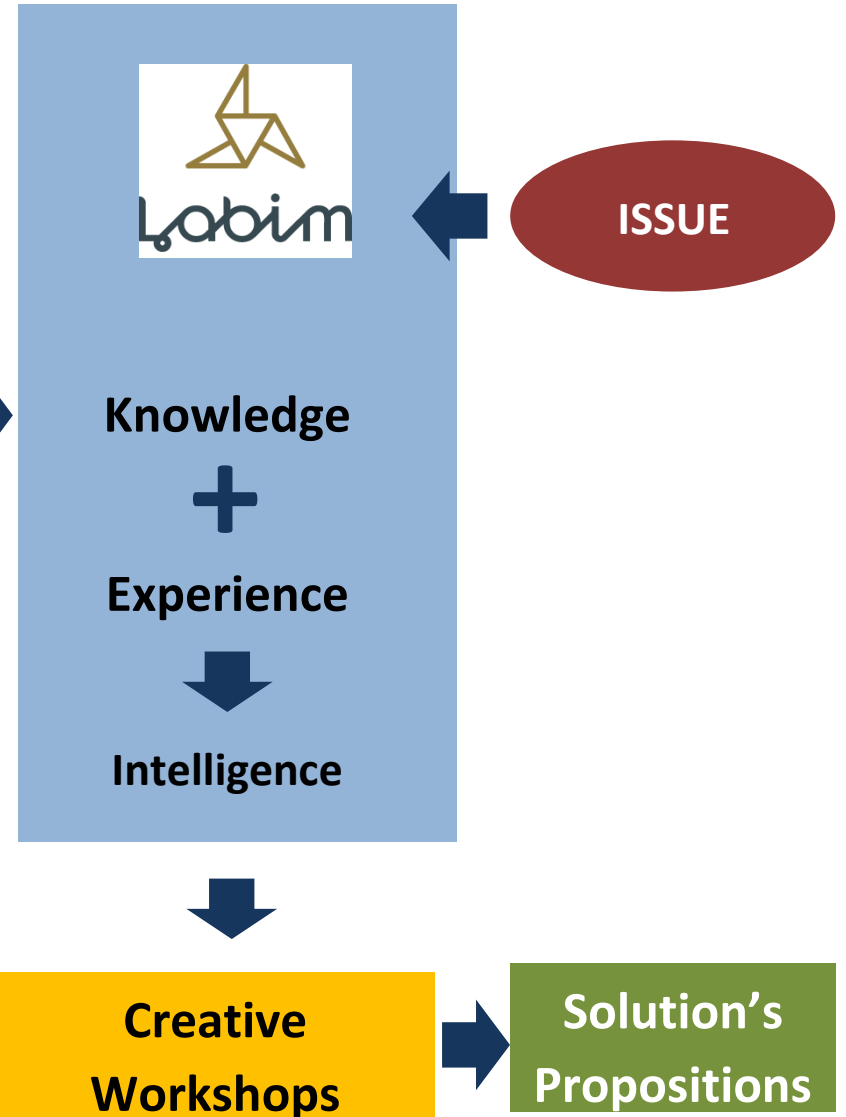 Labim
ISSUE
Knowledge
+
Experience
Intelligence
Creative
Workshops
Solution’s
Propositions